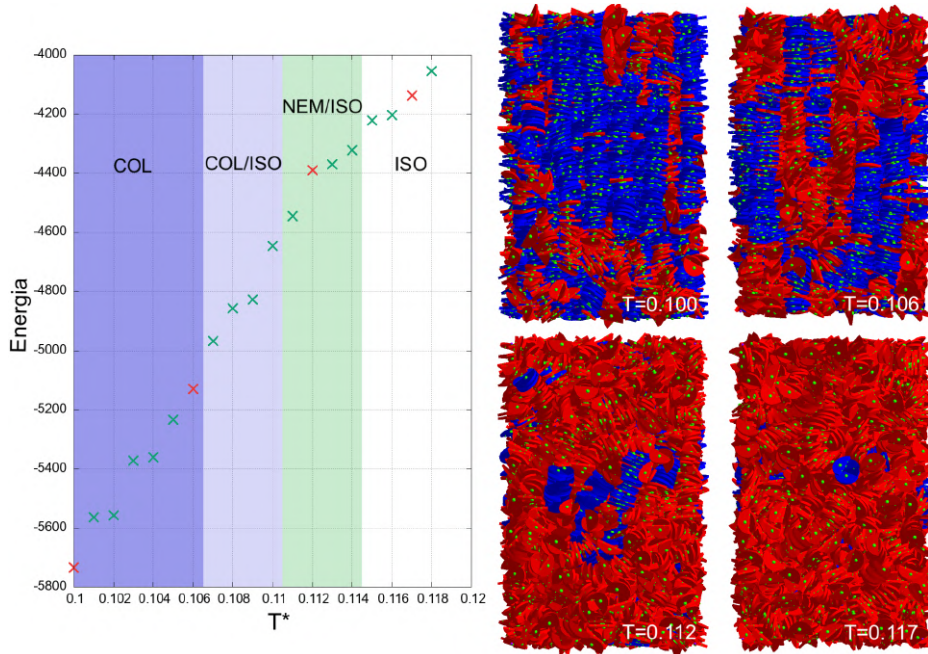 -4000
-4200
-4400
-4600
-4800
-5000
-5200
-5400
-5600
-5800
Energia
COL
COL/ISO
NEM/ISO
ISO
0.1
0.102
0.104
0.106
0.108
0.11
0.112
0.114
0.116
0.118
0.12
T*
T=0.100
T=0.106
T=0.112
T=0.117